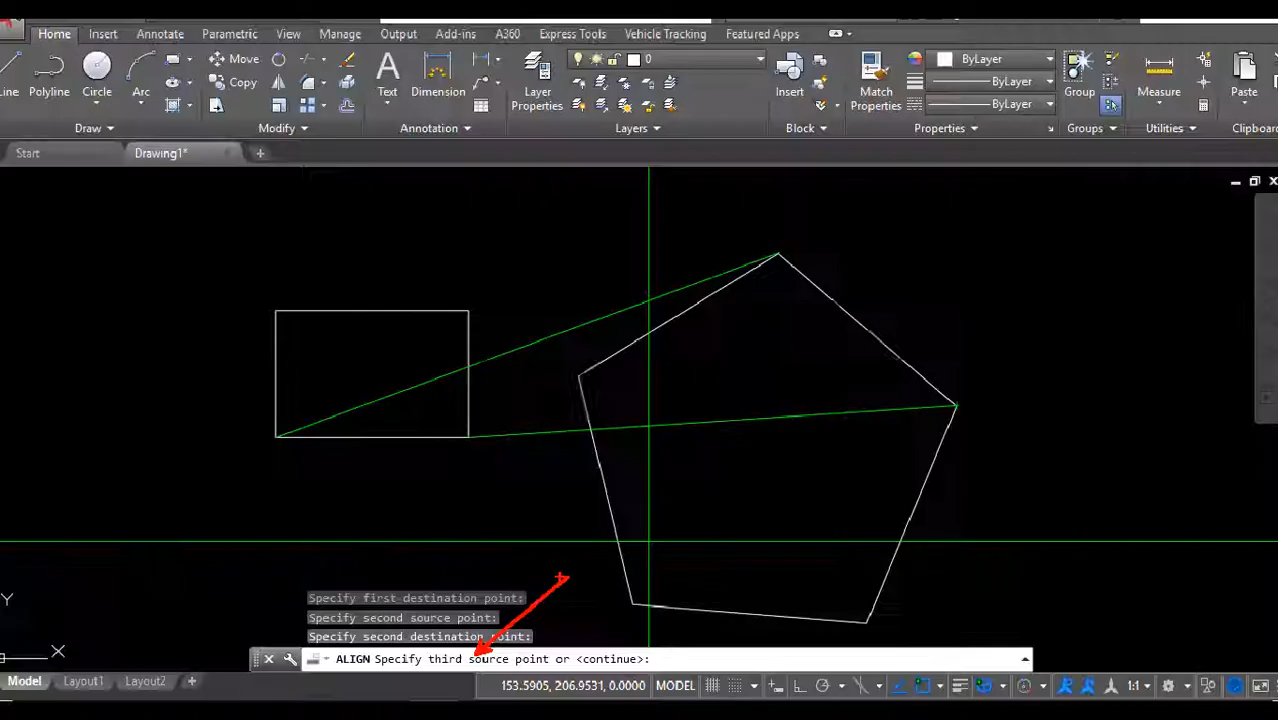 Home Insert Annotate Parametric View Manage Output Add-ins A360 Express Tools Vehicle Tracking Featured Apps
Move
Copy
Line Polyline Circle Arc
Text Dimension
Layer
Properties
0
Insert
Match
Properties
ByLayer
ByLayer
ByLayer
Group
Measure
Paste
Draw Modify Annotation Layers Block Properties Groups Utilities Clipboard
Start Drawing1*
Specify first destination point:
Specify second source point:
Specify second destination point:
ALIGN Specify third source point or <continue>:
Y
X
Model Layout1 Layout2
153.5905, 206.9531, 0.0000 MODEL 1:1